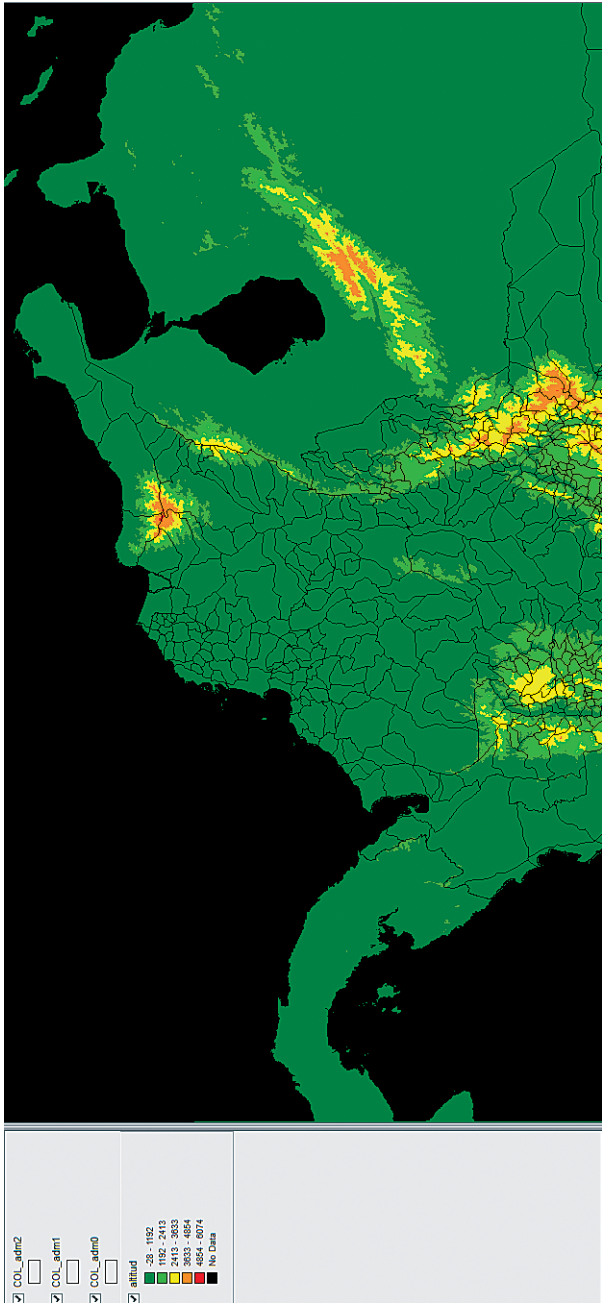 COL_adm2
COL_adm1
COL_adm0
altitud
-28 - 1192
1192 - 2413
2413 - 3633
3633 - 4854
4854 - 6074
No Data